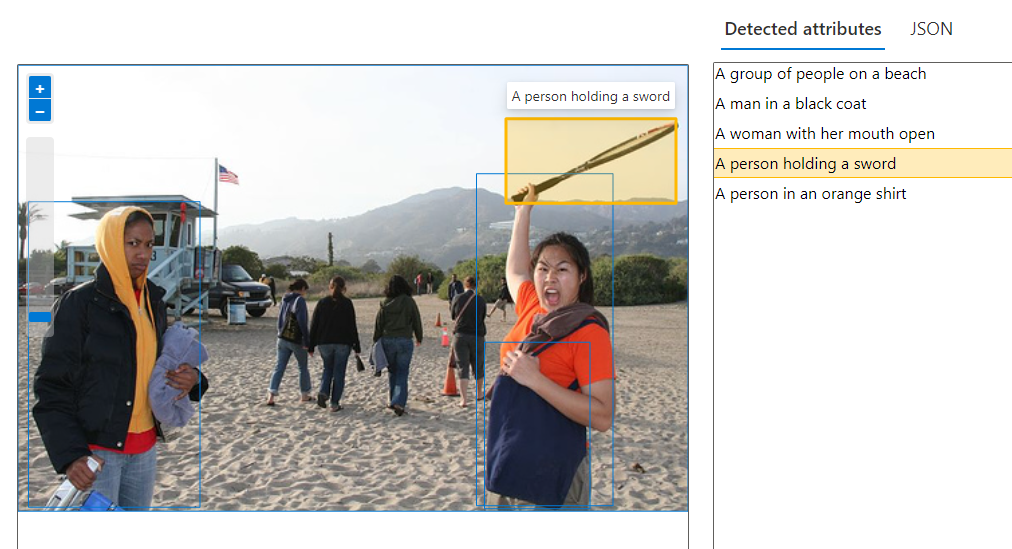 Detected attributes JSON
+
−
A person holding a sword
A group of people on a beach
A man in a black coat
A woman with her mouth open
A person holding a sword
A person in an orange shirt